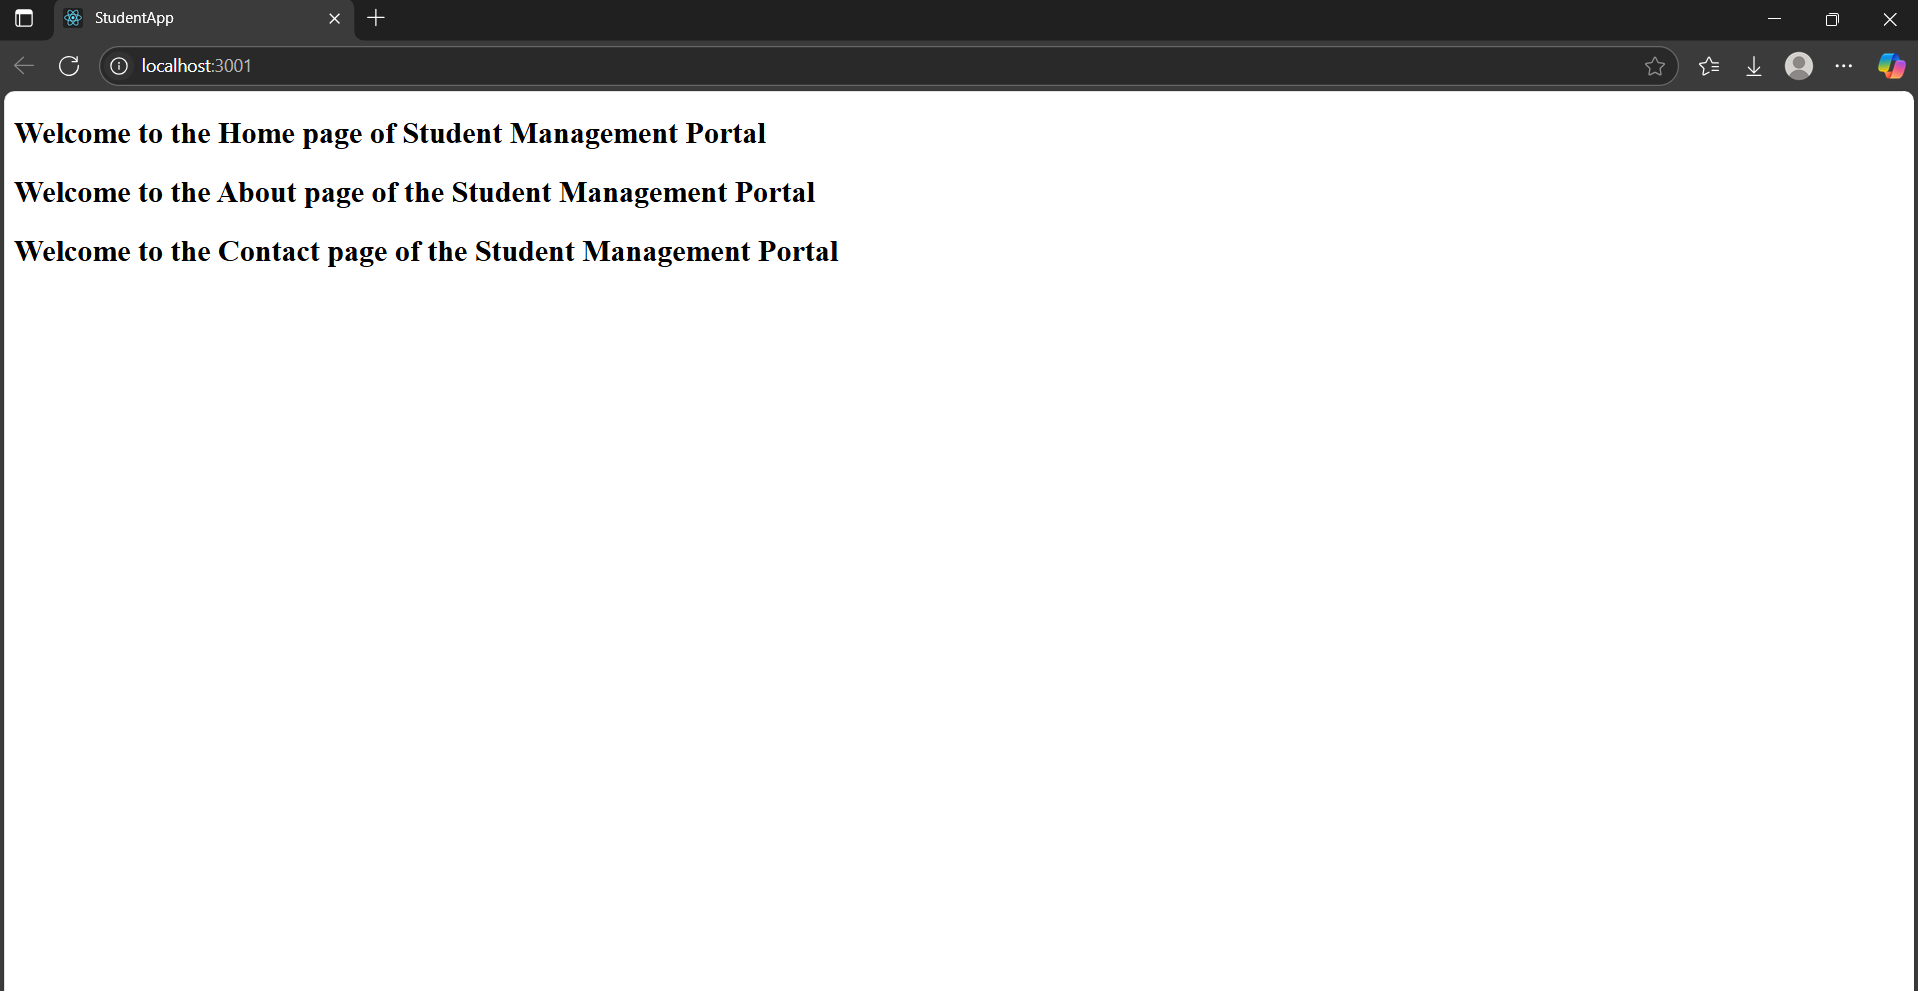 StudentApp
localhost:3001
Welcome to the Home page of Student Management Portal
Welcome to the About page of the Student Management Portal
Welcome to the Contact page of the Student Management Portal